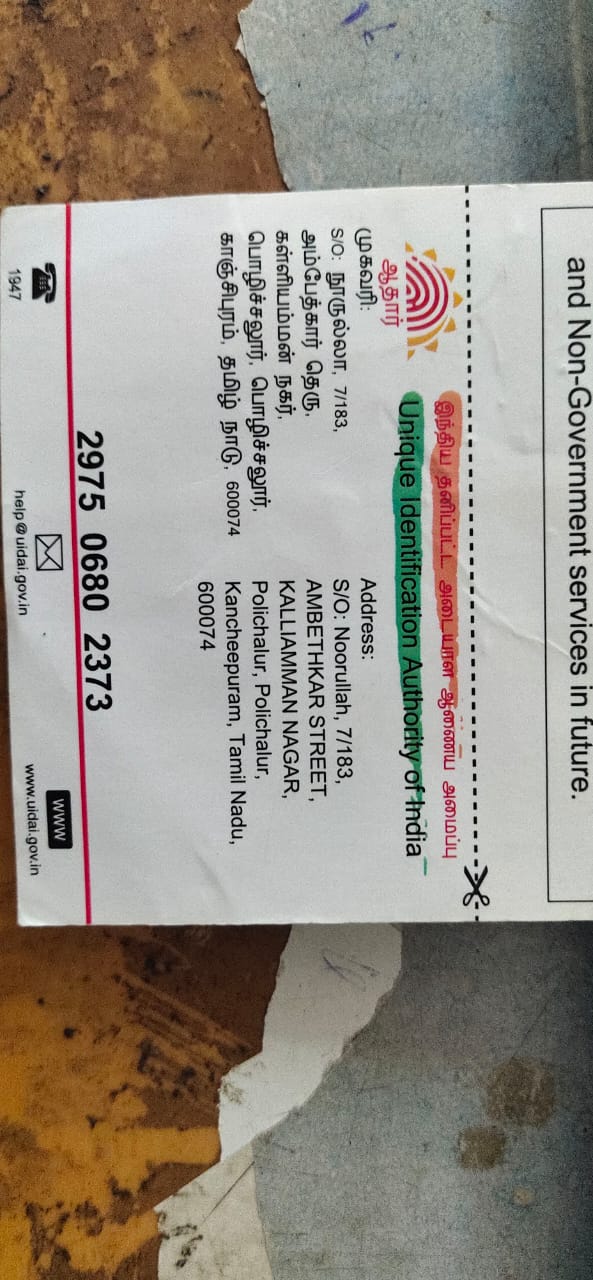 and Non-Government services in future.
இந்திய தனிப்பட்ட அடையாள ஆணைய அமைப்பு
Unique Identification Authority of India
ஆதார்
முகவரி:
S/O: நூருல்லா, 7/183,
அம்பேத்கார் தெரு,
கள்ளியம்மன் நகர்,
பொழிச்சலூர், பொழிச்சலூர்,
காஞ்சிபுரம், தமிழ் நாடு, 600074
Address:
S/O: Noorullah, 7/183,
AMBETHKAR STREET,
KALLIAMMAN NAGAR,
Polichalur, Polichalur,
Kancheepuram, Tamil Nadu,
600074
2975 0680 2373
1947
help@uidai.gov.in
www
www.uidai.gov.in